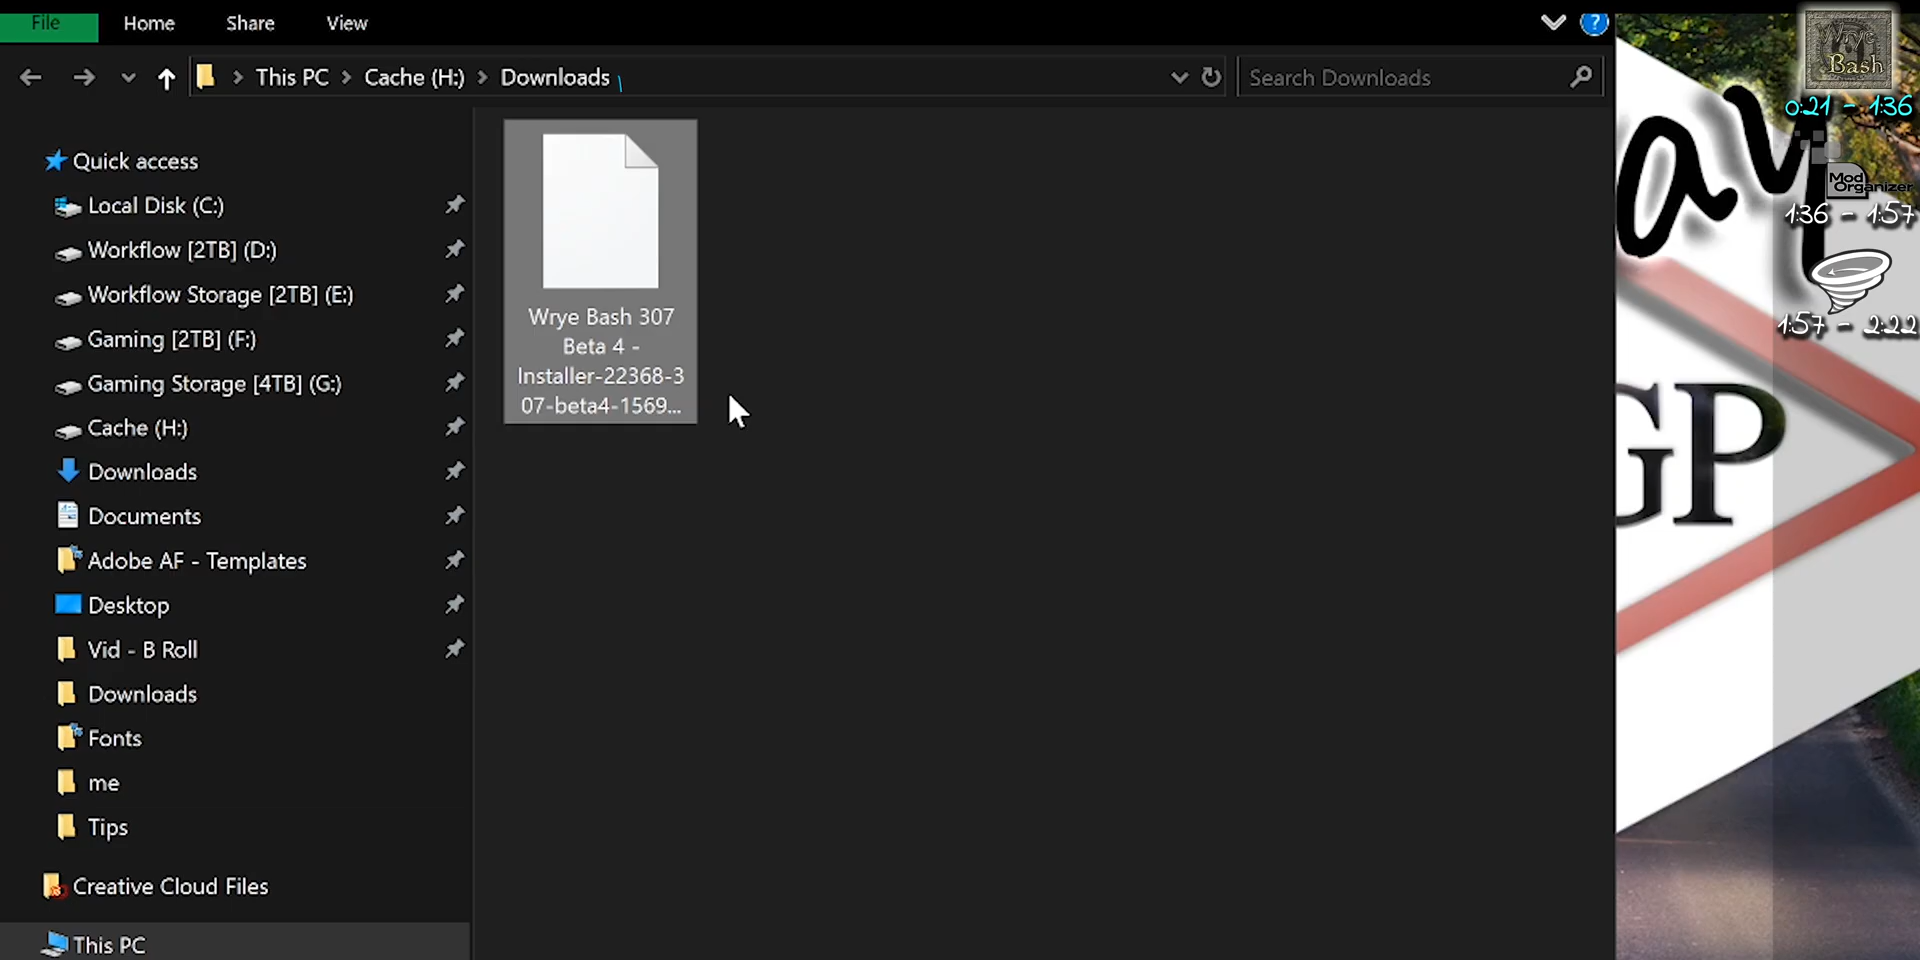 File Home Share View
This PC Cache (H:) Downloads
Search Downloads
Quick access
Local Disk (C:)
Workflow [2TB] (D:)
Workflow Storage [2TB] (E:)
Gaming [2TB] (F:)
Gaming Storage [4TB] (G:)
Cache (H:)
Downloads
Documents
Adobe AF - Templates
Desktop
Vid - B Roll
Downloads
Fonts
me
Tips
Creative Cloud Files
This PC
Wrye Bash 307
Beta 4 -
Installer-22368-3
07-beta4-1569...
Wrye
Bash
0:21 - 1:36
Mod
Organizer
1:36 - 1:57
1:57 - 2:22
ay
GP